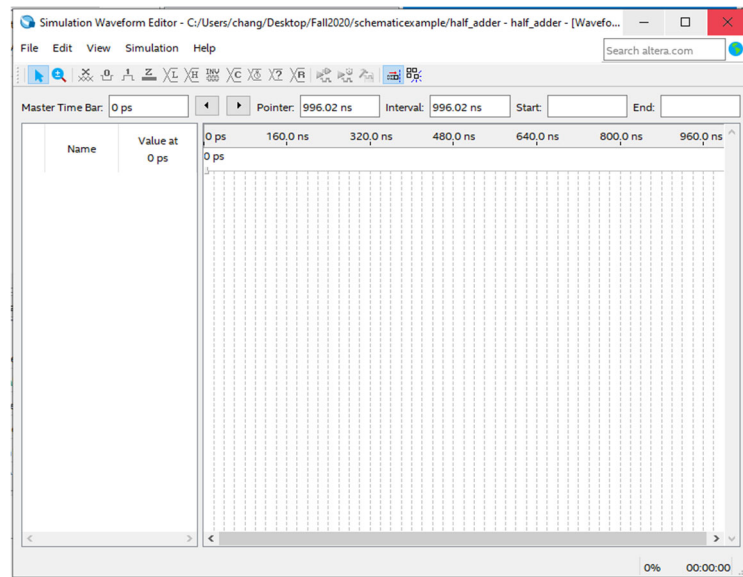 Simulation Waveform Editor - C:/Users/chang/Desktop/Fall2020/schematicexample/half_adder - half_adder - [Wavefo...
File Edit View Simulation Help
Search altera.com
Master Time Bar: 0 ps Pointer: 996.02 ns Interval: 996.02 ns Start: End:
Name Value at 0 ps
0 ps 160.0 ns 320.0 ns 480.0 ns 640.0 ns 800.0 ns 960.0 ns
0 ps
0% 00:00:00